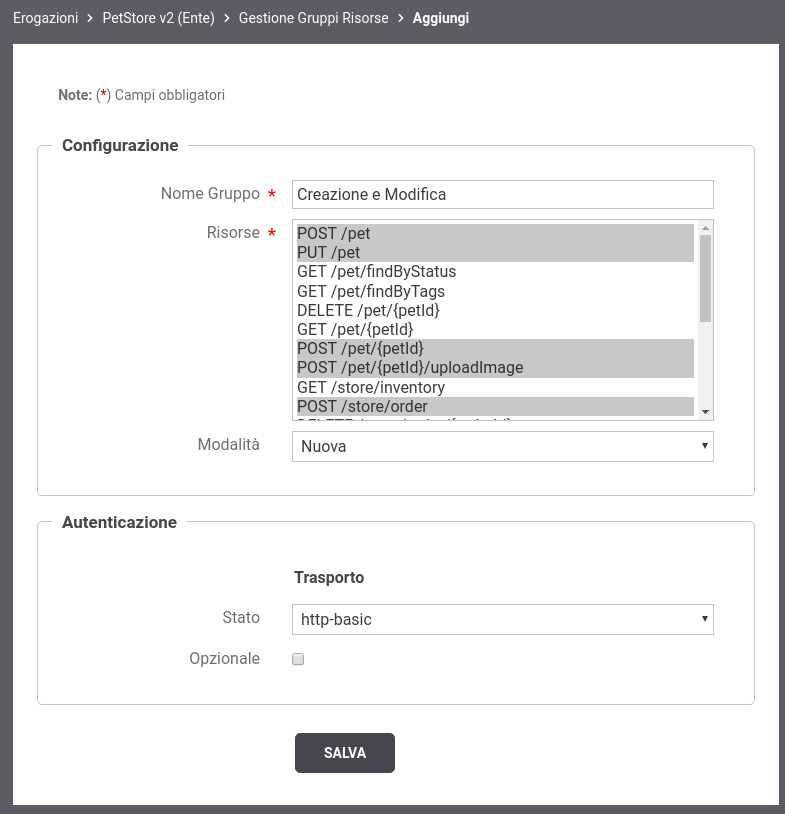 Erogazioni > PetStore v2 (Ente) > Gestione Gruppi Risorse > Aggiungi
Note: (*) Campi obbligatori
Configurazione
Nome Gruppo * Creazione e Modifica
Risorse *
POST /pet
PUT /pet
GET /pet/findByStatus
GET /pet/findByTags
DELETE /pet/{petId}
GET /pet/{petId}
POST /pet/{petId}
POST /pet/{petId}/uploadImage
GET /store/inventory
POST /store/order
Modalità Nuova
Autenticazione
Trasporto
Stato http-basic
Opzionale
SALVA